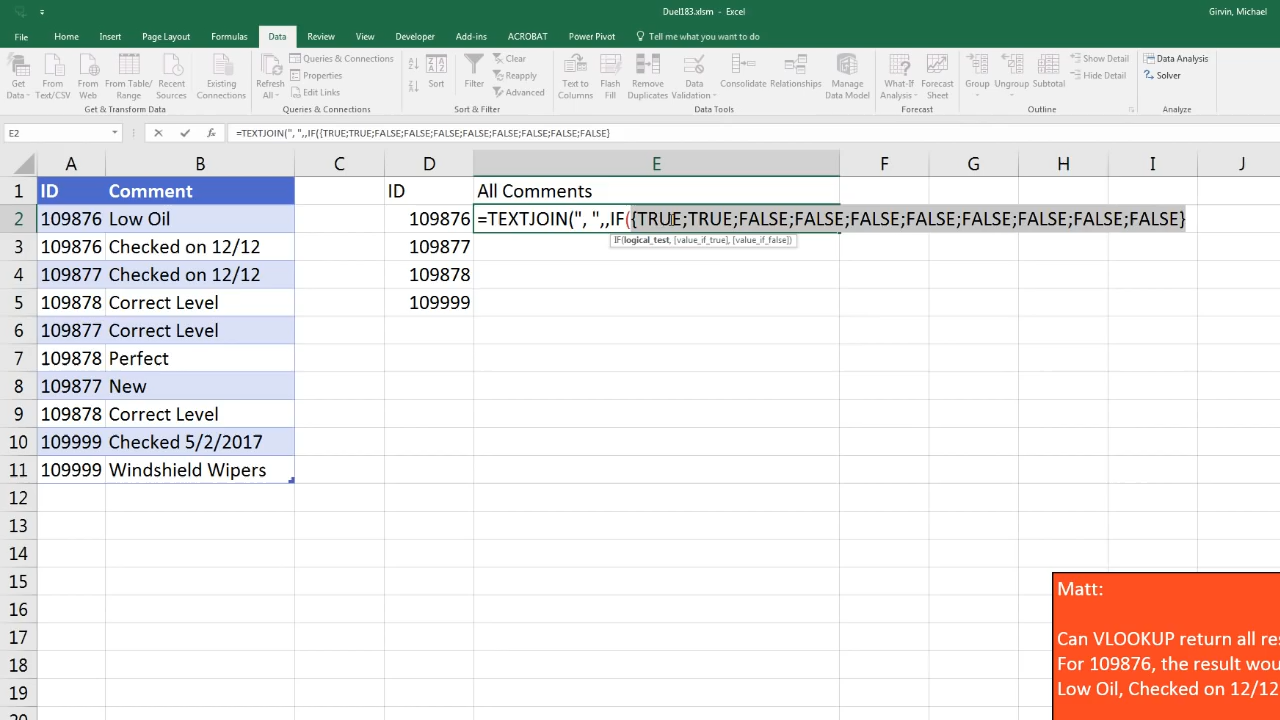 Duel183.xlsm - Excel
Girvin, Michael
File Home Insert Page Layout Formulas Data Review View Developer Add-ins ACROBAT Power Pivot Tell me what you want to do
Get Data
From Text/CSV
From Web
From Table/Range
Recent Sources
Existing Connections
Get & Transform Data
Refresh All
Queries & Connections
Properties
Edit Links
Queries & Connections
Sort
Filter
Clear
Reapply
Advanced
Sort & Filter
Text to Columns
Flash Fill
Remove Duplicates
Data Validation
Consolidate
Relationships
Manage Data Model
Data Tools
What-If Analysis
Forecast Sheet
Forecast
Group
Ungroup
Subtotal
Show Detail
Hide Detail
Outline
Data Analysis
Solver
Analyze
E2 fx =TEXTJOIN(", ",,IF({TRUE;TRUE;FALSE;FALSE;FALSE;FALSE;FALSE;FALSE;FALSE;FALSE}
A B C D E F G H I J
1 ID Comment ID All Comments
2 109876 Low Oil 109876 =TEXTJOIN(", ",,IF({TRUE;TRUE;FALSE;FALSE;FALSE;FALSE;FALSE;FALSE;FALSE;FALSE}
IF(logical_test, [value_if_true], [value_if_false])
3 109876 Checked on 12/12 109877
4 109877 Checked on 12/12 109878
5 109878 Correct Level 109999
6 109877 Correct Level
7 109878 Perfect
8 109877 New
9 109878 Correct Level
10 109999 Checked 5/2/2017
11 109999 Windshield Wipers
12
13
14
15
16
17
18
19
Matt:
Can VLOOKUP return all
For 109876, the result
Low Oil, Checked on 12/12